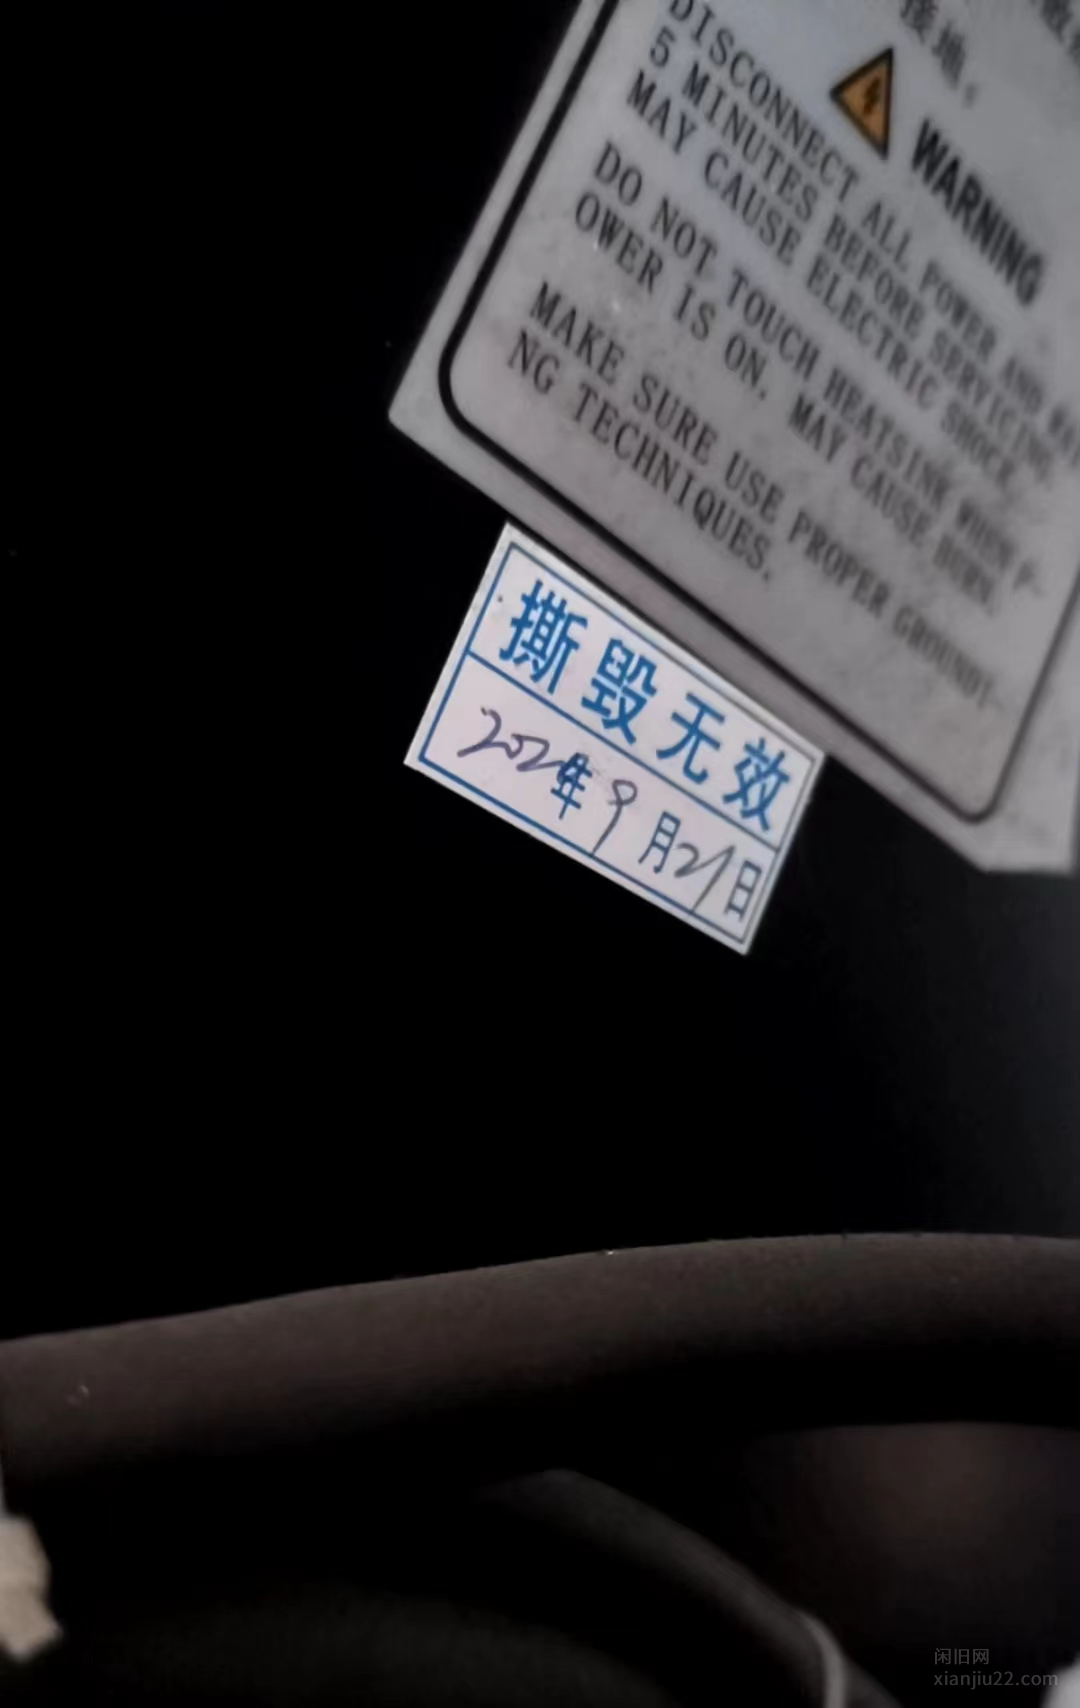 接地。
WARNING
DISCONNECT ALL POWER AND
5 MINUTES BEFORE SERVICING.
MAY CAUSE ELECTRIC SHOCK.
DO NOT TOUCH HEATSINK WHEN P-
OWER IS ON. MAY CAUSE BURN
MAKE SURE USE PROPER GROUNDI-
NG TECHNIQUES.
撕毁无效
年9月21日
闲旧网
xianjiu22.com